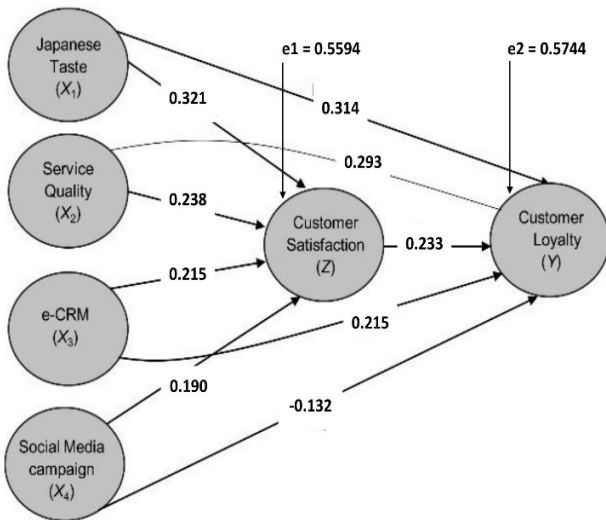 Japanese
Taste
(X₁)
e1 = 0.5594
e2 = 0.5744
0.321
0.314
Service
Quality
(X₂)
0.293
0.238
Customer
Satisfaction
(Z)
0.233
Customer
Loyalty
(Y)
e-CRM
(X₃)
0.215
0.215
0.190
-0.132
Social Media
campaign
(X₄)